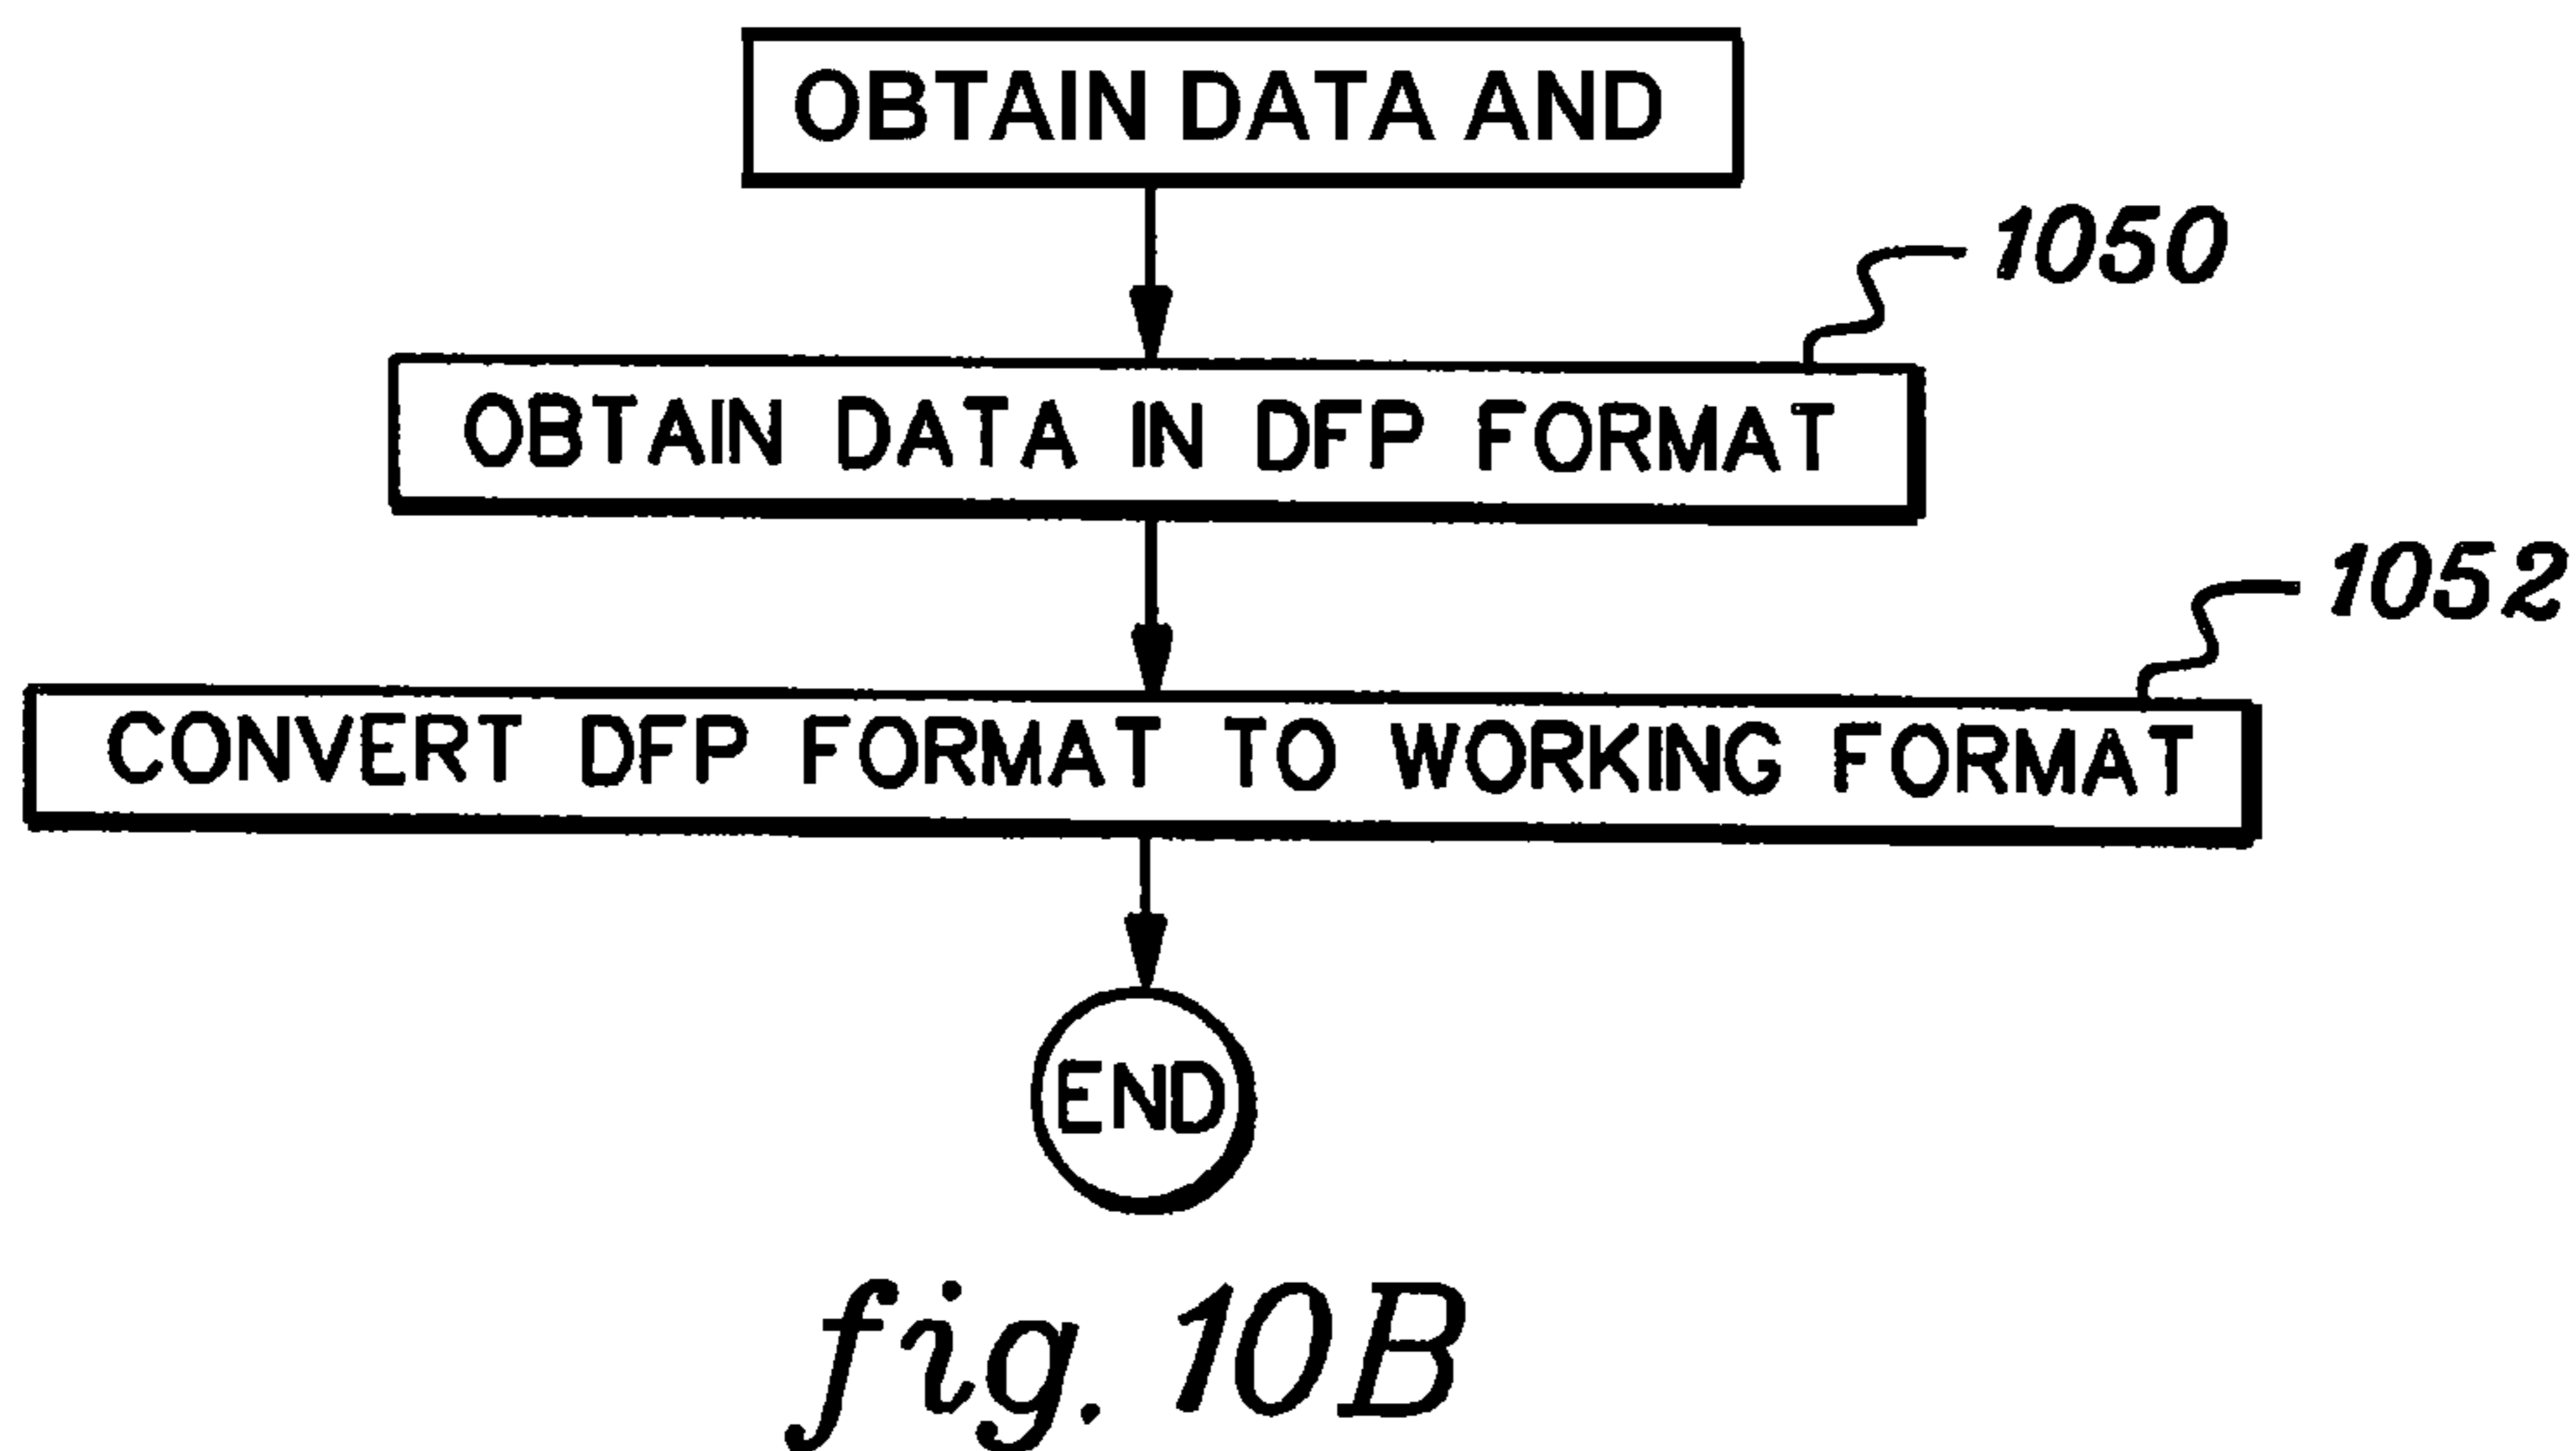 OBTAIN DATA AND
1050
OBTAIN DATA IN DFP FORMAT
1052
CONVERT DFP FORMAT TO WORKING FORMAT
END
fig. 10B